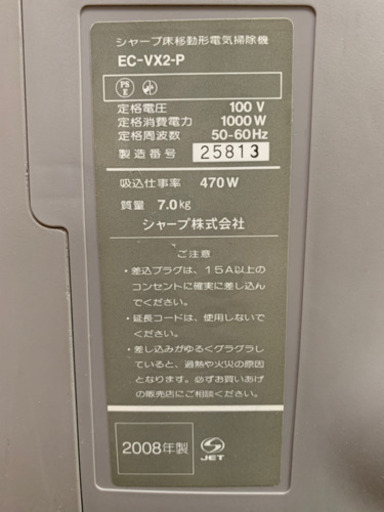 シャープ床移動形電気掃除機
EC-VX2-P
PS E
定格電圧 100 V
定格消費電力 1000 W
定格周波数 50-60 Hz
製造番号 25813
吸込仕事率 470 W
質量 7.0 kg
シャープ株式会社
ご注意
・差込プラグは、15A以上の
コンセントに確実に差し込ん
でください。
・延長コードは、使用しないで
ください。
・差し込みがゆるくグラグラし
ていると、過熱や火災の原因
となります。必ずお買いあげ
の販売店にご相談ください。
2008年製
JET